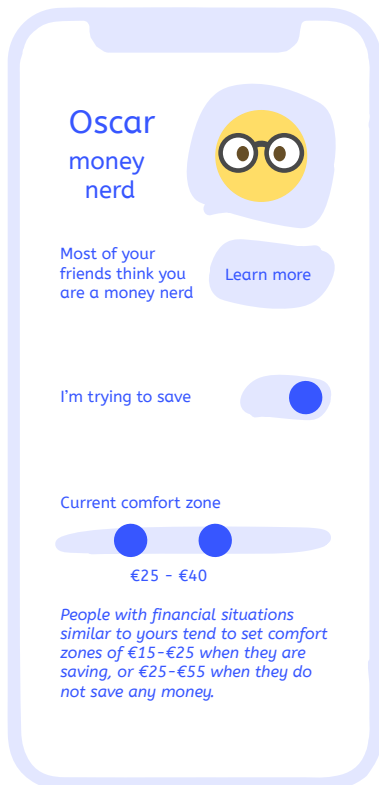 Oscar
money
nerd
Most of your
friends think you
are a money nerd
Learn more
I'm trying to save
Current comfort zone
€25 - €40
People with financial situations
similar to yours tend to set comfort
zones of €15-€25 when they are
saving, or €25-€55 when they do
not save any money.